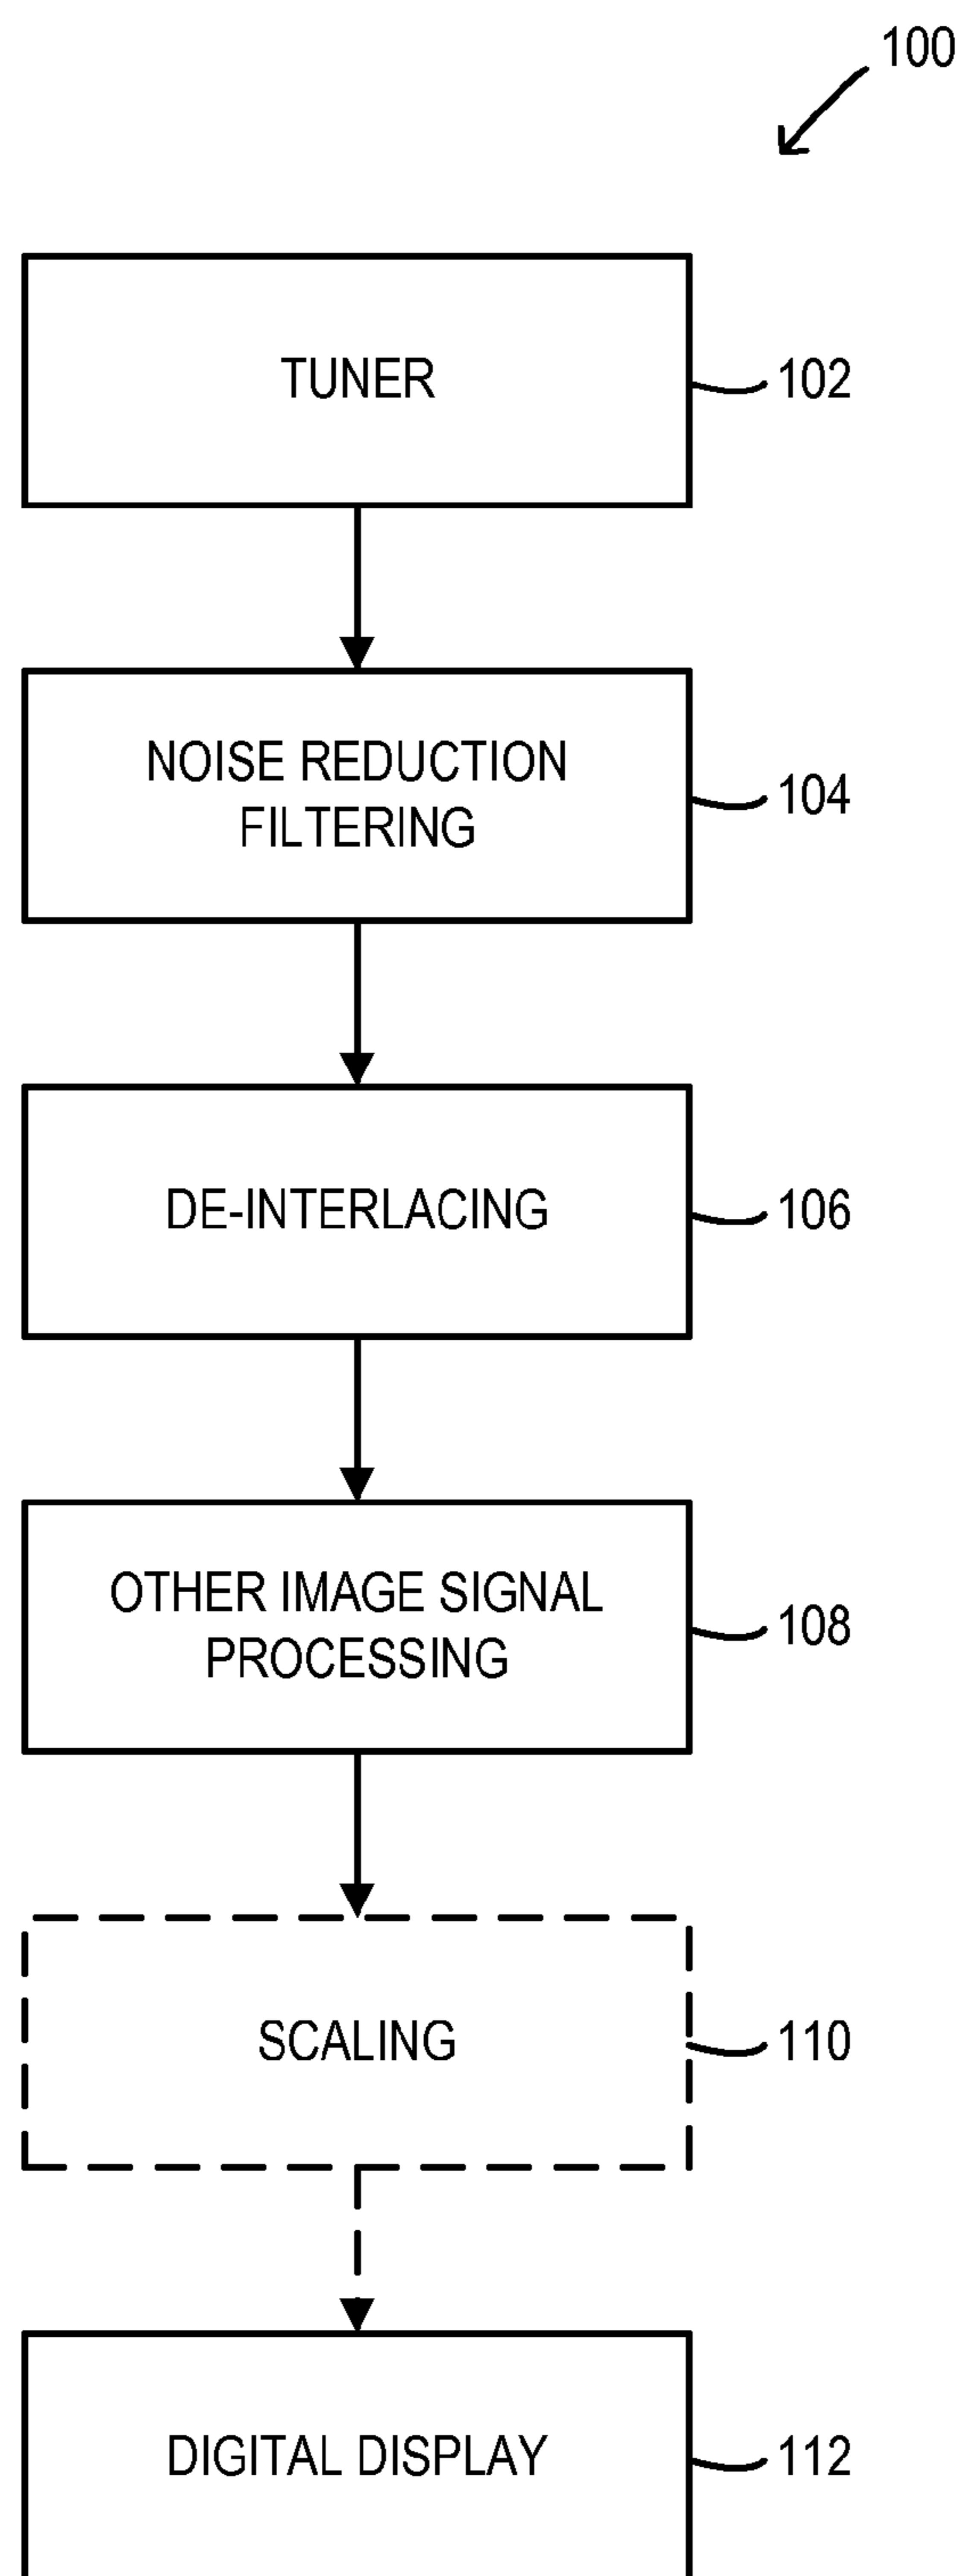 100
TUNER
102
NOISE REDUCTION
FILTERING
104
DE-INTERLACING
106
OTHER IMAGE SIGNAL
PROCESSING
108
SCALING
110
DIGITAL DISPLAY
112